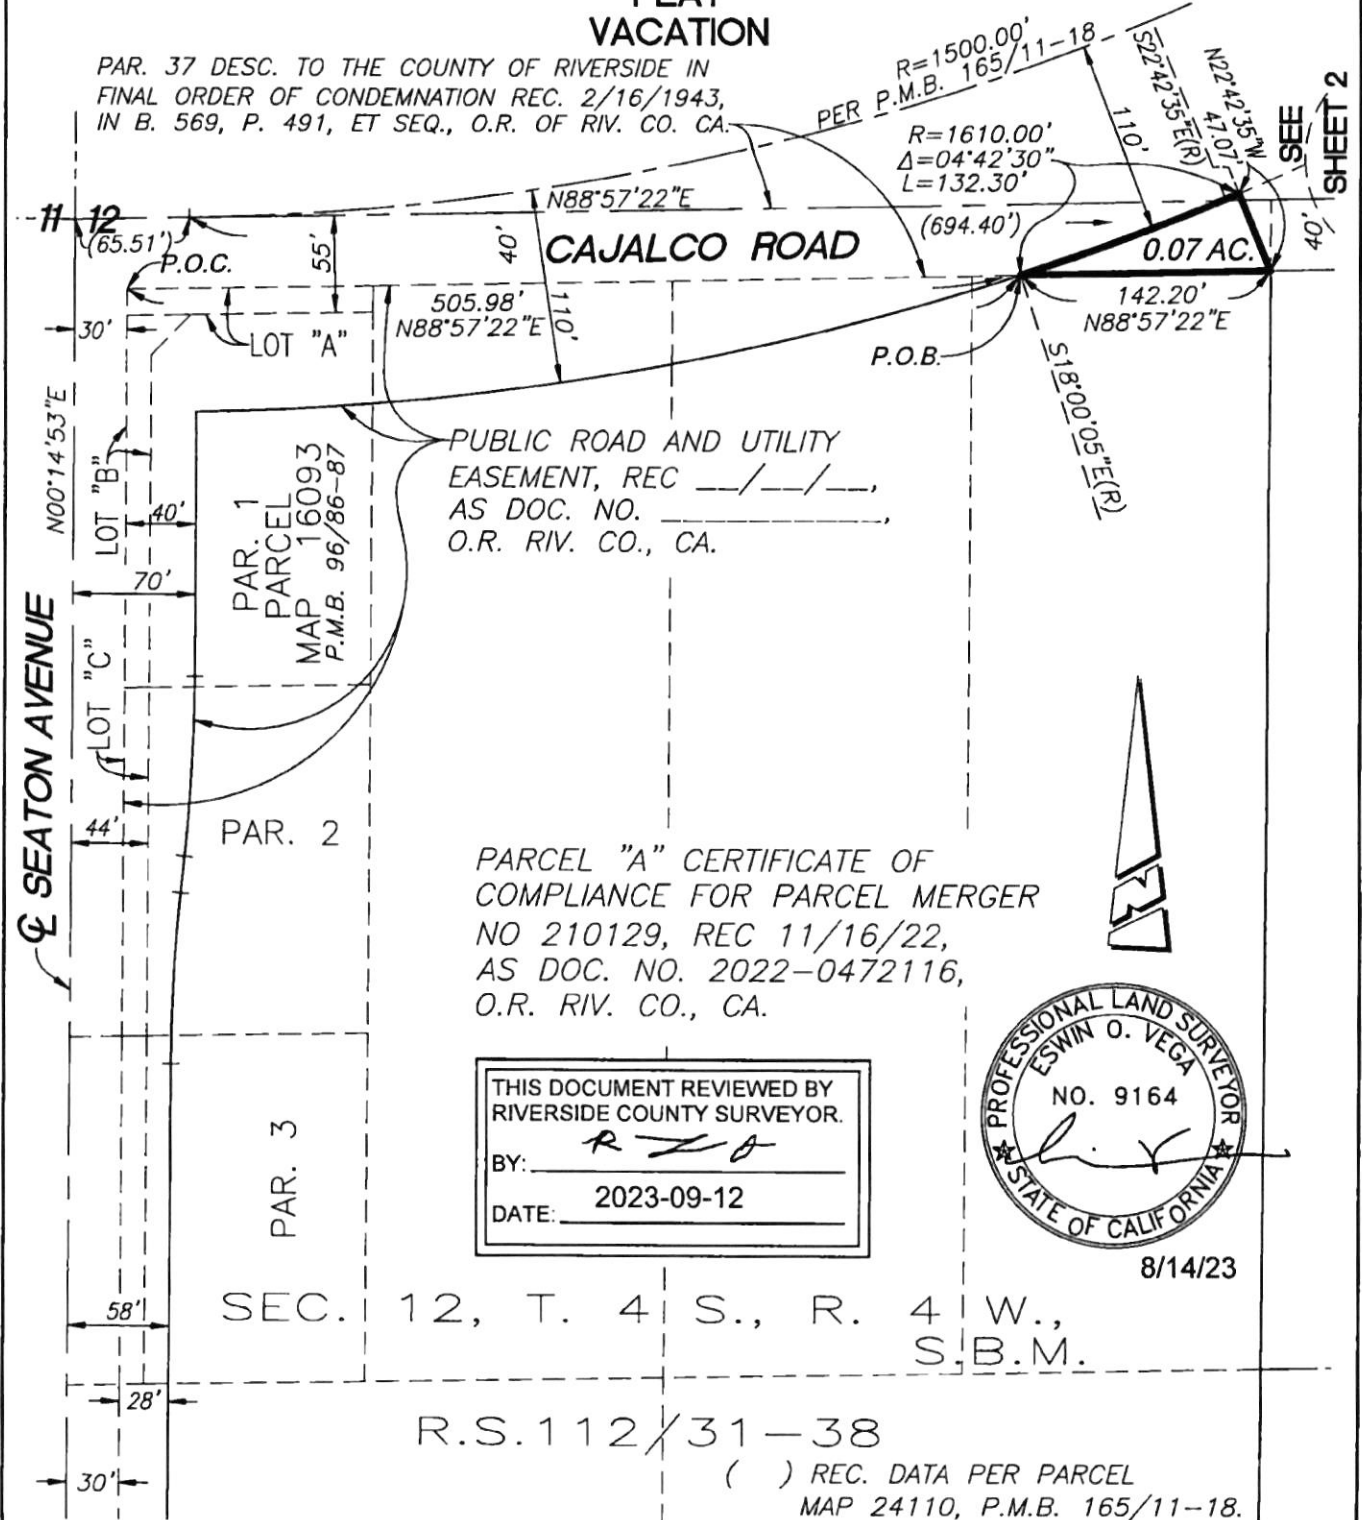 PLAT
VACATION
PAR. 37 DESC. TO THE COUNTY OF RIVERSIDE IN
FINAL ORDER OF CONDEMNATION REC. 2/16/1943,
IN B. 569, P. 491, ET SEQ., O.R. OF RIV. CO. CA.
R=1500.00'
PER P.M.B. 165/11-18
S22°42'35"E(R)
N22°42'35"W
47.07'
SEE
SHEET 2
110'
R=1610.00'
Δ=04°42'30"
L=132.30'
N88°57'22"E
(694.40')
11 12
(65.51')
P.O.C.
55'
40'
CAJALCO ROAD
0.07 AC.
40'
505.98'
N88°57'22"E
110'
142.20'
N88°57'22"E
30'
LOT "A"
P.O.B.
S18°00'05"E(R)
N00°14'53"E
LOT "B"
40'
70'
PAR. 1
PARCEL
MAP 16093
P.M.B. 96/86-87
PUBLIC ROAD AND UTILITY
EASEMENT, REC __/__/__,
AS DOC. NO. ____________,
O.R. RIV. CO., CA.
LOT "C"
℄ SEATON AVENUE
44'
PAR. 2
PARCEL "A" CERTIFICATE OF
COMPLIANCE FOR PARCEL MERGER
NO 210129, REC 11/16/22,
AS DOC. NO. 2022-0472116,
O.R. RIV. CO., CA.
N
PROFESSIONAL LAND SURVEYOR
ESWIN O. VEGA
NO. 9164
STATE OF CALIFORNIA
8/14/23
THIS DOCUMENT REVIEWED BY
RIVERSIDE COUNTY SURVEYOR.
BY:
DATE: 2023-09-12
PAR. 3
58'
SEC. 12, T. 4 S., R. 4 W.,
S.B.M.
28'
R.S.112/31-38
30'
( ) REC. DATA PER PARCEL
MAP 24110, P.M.B. 165/11-18.